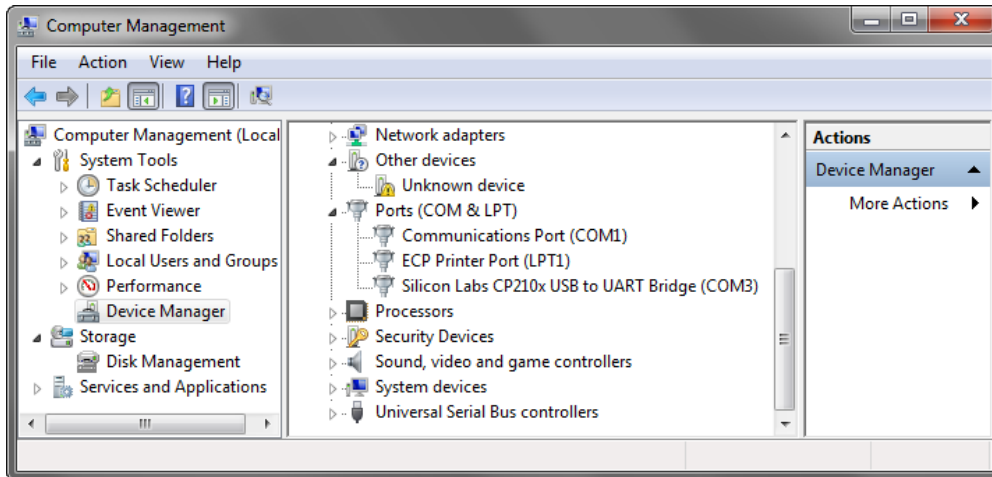 Computer Management
File Action View Help
Computer Management (Local
System Tools
Task Scheduler
Event Viewer
Shared Folders
Local Users and Groups
Performance
Device Manager
Storage
Disk Management
Services and Applications
Network adapters
Other devices
Unknown device
Ports (COM & LPT)
Communications Port (COM1)
ECP Printer Port (LPT1)
Silicon Labs CP210x USB to UART Bridge (COM3)
Processors
Security Devices
Sound, video and game controllers
System devices
Universal Serial Bus controllers
Actions
Device Manager
More Actions